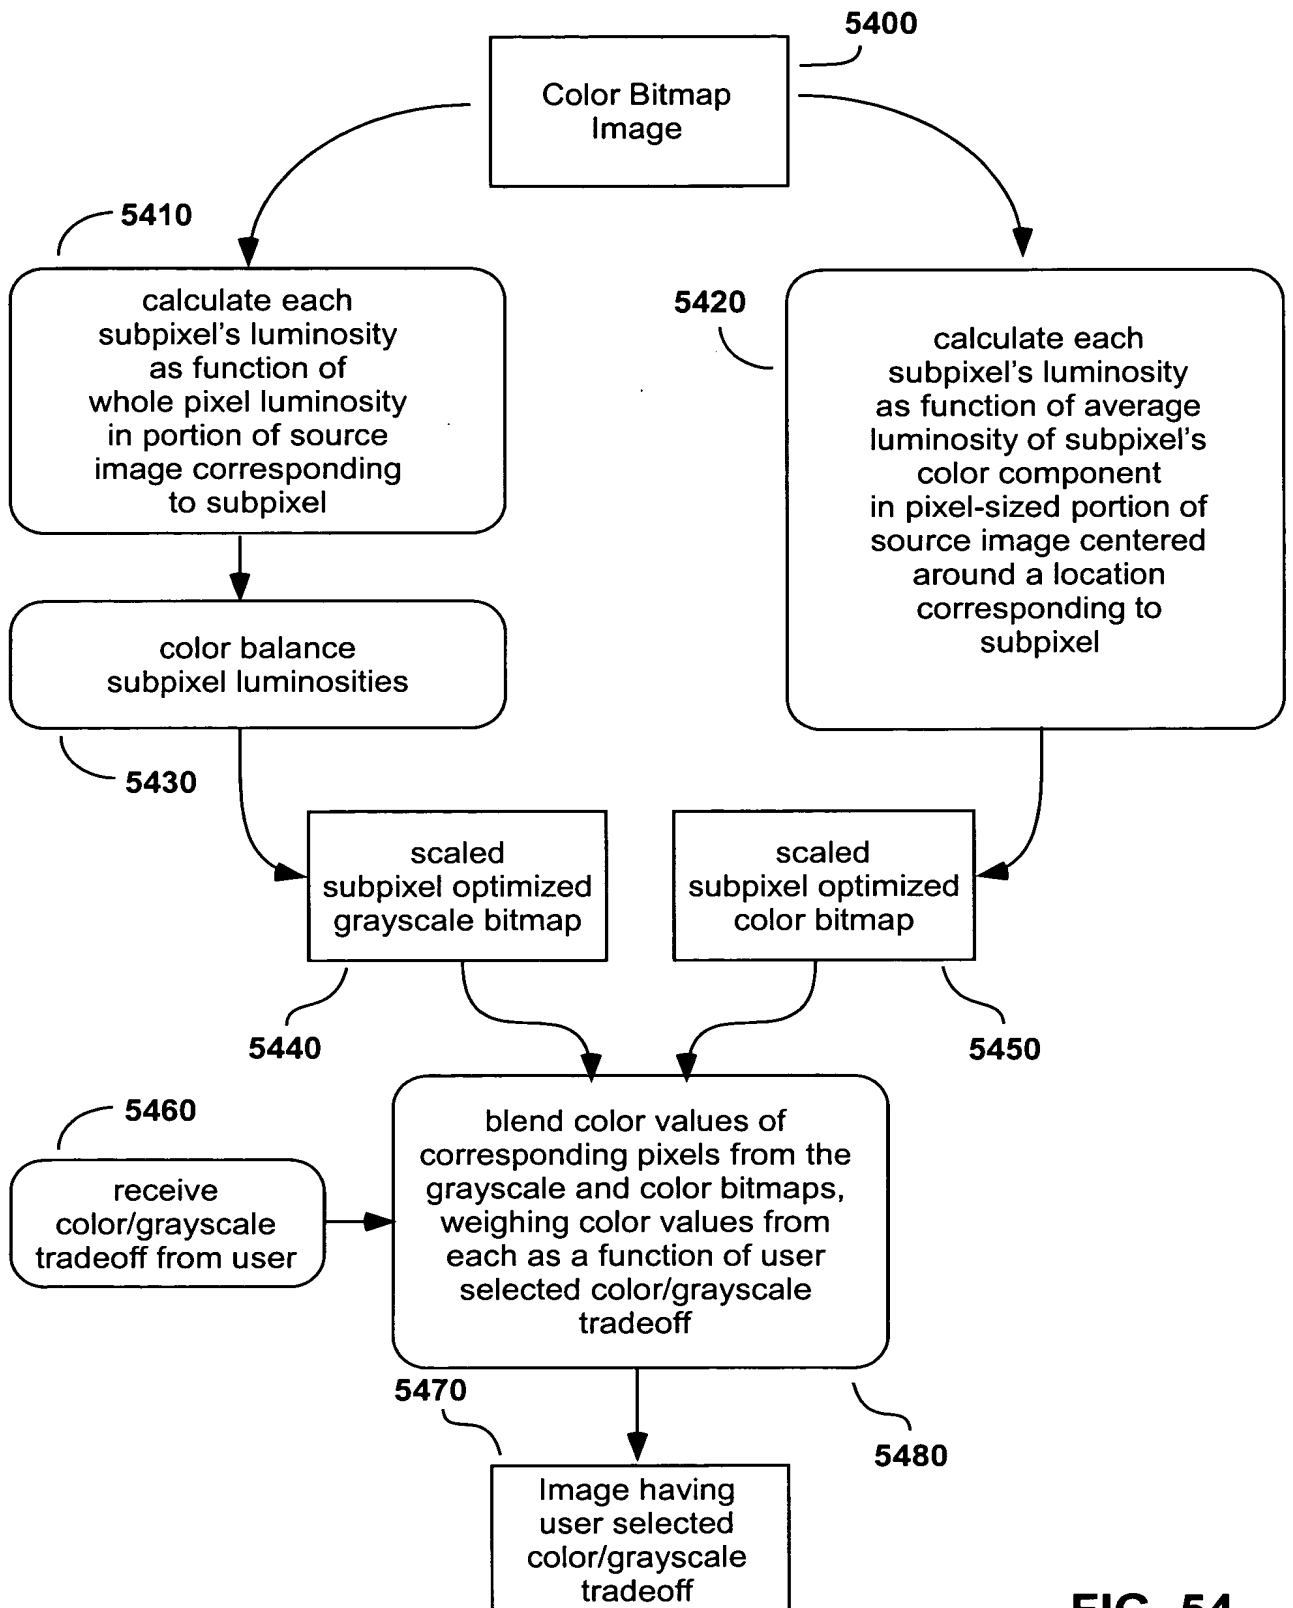 5400
Color Bitmap
Image
5410
calculate each
subpixel's luminosity
as function of
whole pixel luminosity
in portion of source
image corresponding
to subpixel
5420
calculate each
subpixel's luminosity
as function of average
luminosity of subpixel's
color component
in pixel-sized portion of
source image centered
around a location
corresponding to
subpixel
color balance
subpixel luminosities
5430
scaled
subpixel optimized
grayscale bitmap
scaled
subpixel optimized
color bitmap
5440
5450
5460
receive
color/grayscale
tradeoff from user
blend color values of
corresponding pixels from the
grayscale and color bitmaps,
weighing color values from
each as a function of user
selected color/grayscale
tradeoff
5470
5480
Image having
user selected
color/grayscale
tradeoff
FIG. 54